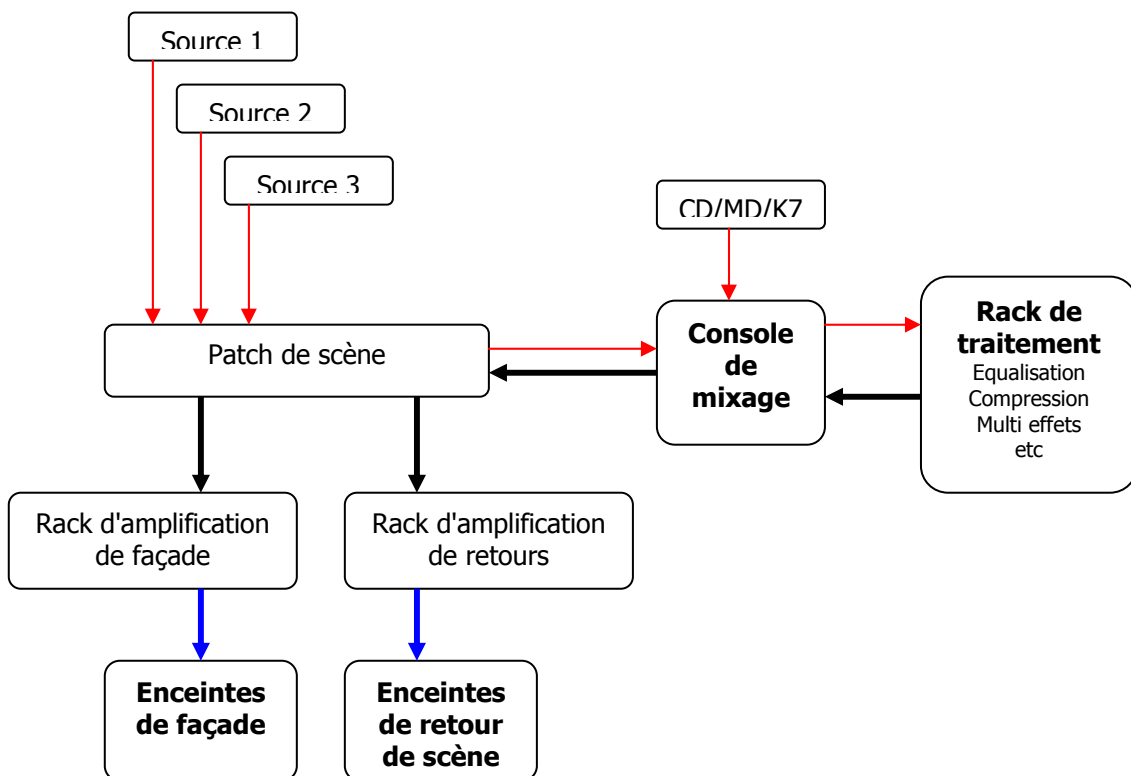 Source 1
Source 2
Source 3
CD/MD/K7
Patch de scène
Console
de
mixage
Rack de
traitement
Equalisation
Compression
Multi effets
etc
Rack d'amplification
de façade
Rack d'amplification
de retours
Enceintes
de façade
Enceintes
de retour
de scène